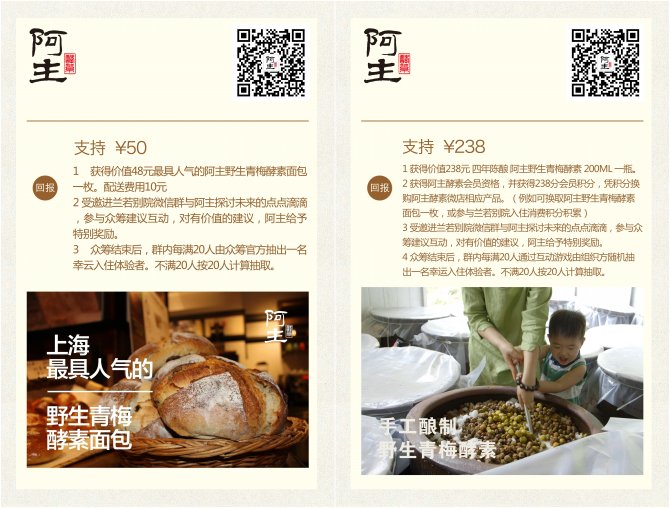 阿主
支持 ¥50
回报
1 获得价值48元最具人气的阿主野生青梅酵素面包
一枚。配送费用10元
2 受邀进兰若別院微信群与阿主探讨未来的点点滴滴
，参与众筹建议互动，对有价值的建议，阿主给予
特别奖励。
3 众筹结束后，群内每满20人由众筹官方抽出一名
幸云入住体验者。不满20人按20人计算抽取。
阿主
上海
最具人气的
野生青梅
酵素面包
阿主
支持 ¥238
回报
1 获得价值238元 四年陈酿 阿主野生青梅酵素 200ML 一瓶。
2 获得阿主酵素会员资格，并获得238分会员积分，凭积分换
购阿主酵素微店相应产品。（例如可换取阿主野生青梅酵素
面包一枚，或参与兰若別院入住消费积分积累）
3 受邀进兰若別院微信群与阿主探讨未来的点点滴滴，参与众
筹建议互动，对有价值的建议，阿主给予特别奖励。
4 众筹结束后，群内每满20人通过互动游戏由组织方随机抽
出一名幸运入住体验者。不满20人按20人计算抽取。
手工酿制
野生青梅酵素